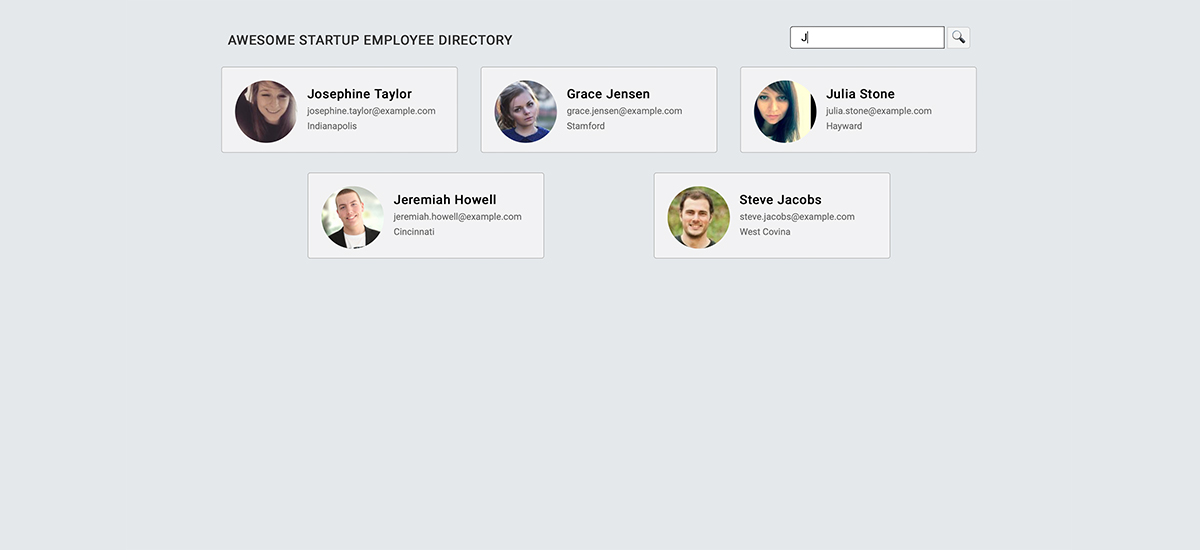 AWESOME STARTUP EMPLOYEE DIRECTORY
J
Josephine Taylor
josephine.taylor@example.com
Indianapolis
Grace Jensen
grace.jensen@example.com
Stamford
Julia Stone
julia.stone@example.com
Hayward
Jeremiah Howell
jeremiah.howell@example.com
Cincinnati
Steve Jacobs
steve.jacobs@example.com
West Covina